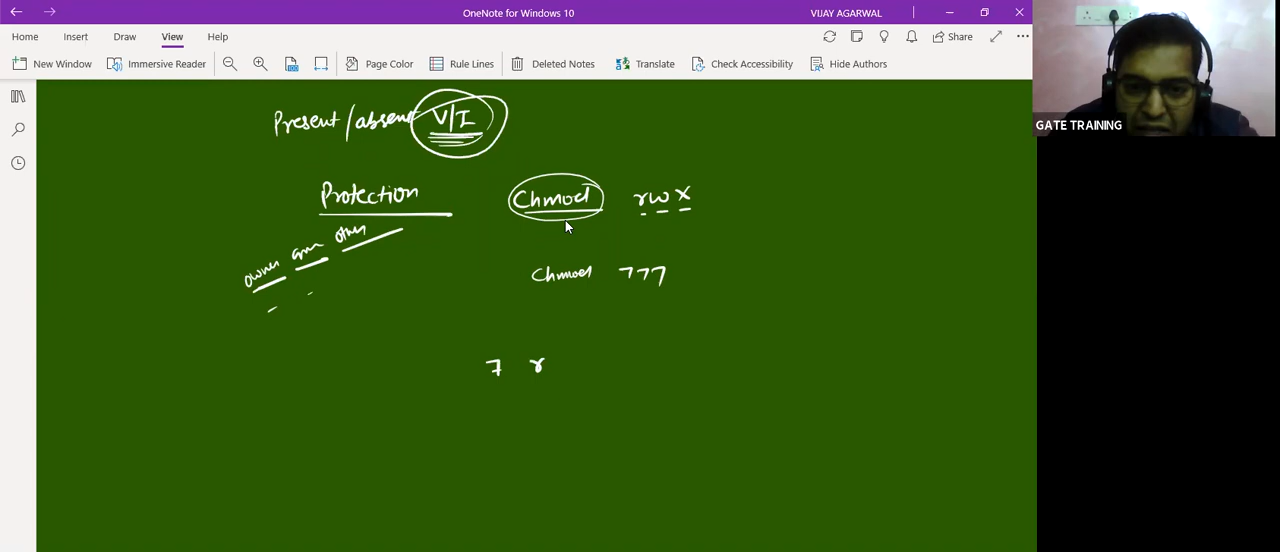 OneNote for Windows 10
VIJAY AGARWAL
Home Insert Draw View Help
Share
New Window Immersive Reader Page Color Rule Lines Deleted Notes Translate Check Accessibility Hide Authors
GATE TRAINING
Present/absent V/I
Protection Chmod rwx
owner other
Chmod 777
7 r